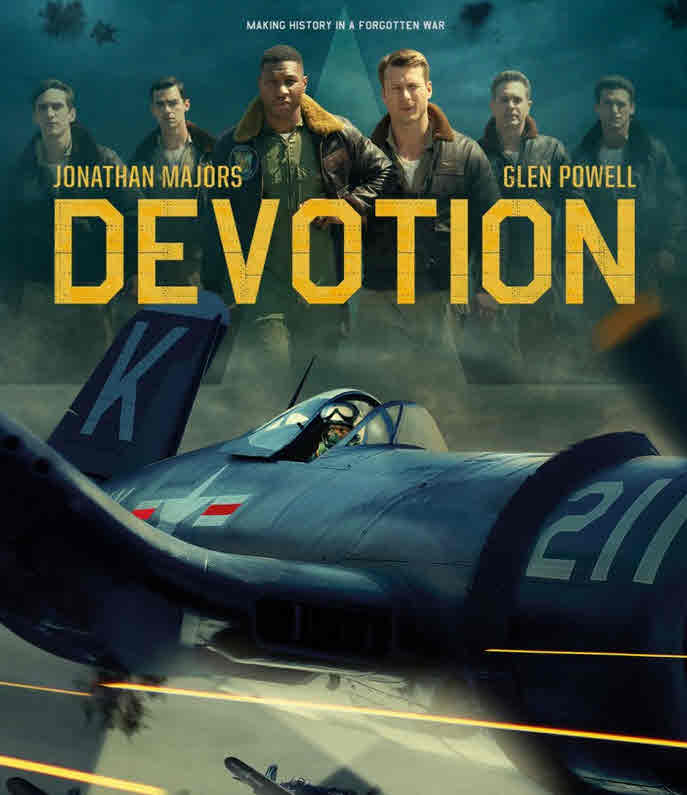 MAKING HISTORY IN A FORGOTTEN WAR
JONATHAN MAJORS GLEN POWELL
DEVOTION
K
211